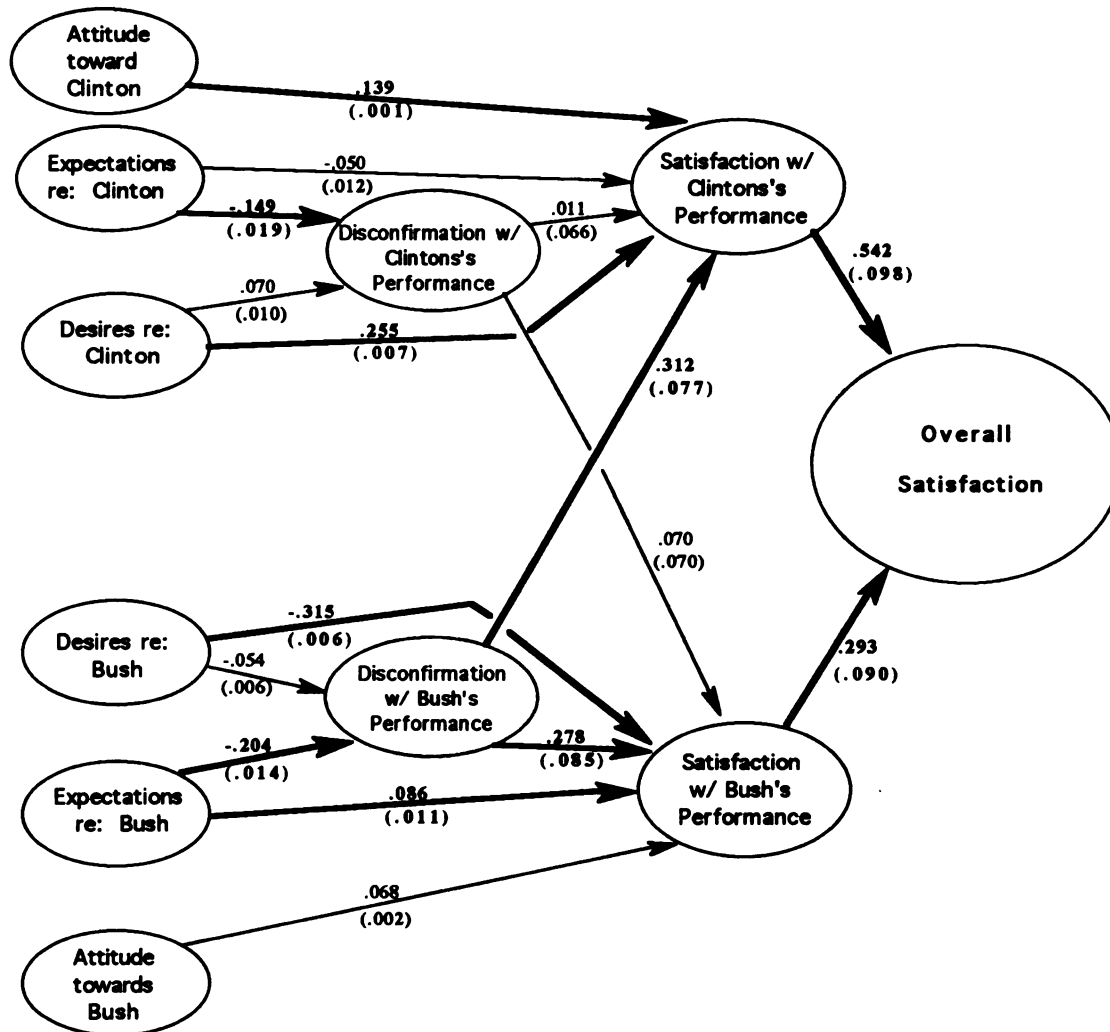 Attitude
toward
Clinton
.139
(.001)
Expectations
re: Clinton
-.050
(.012)
Satisfaction w/
Clintons's
Performance
-.149
(.019)
Disconfirmation w/
Clintons's
Performance
.011
(.066)
.542
(.098)
.070
(.010)
Desires re:
Clinton
.255
(.007)
.312
(.077)
Overall
Satisfaction
.070
(.070)
Desires re:
Bush
-.315
(.006)
-.054
(.006)
Disconfirmation
w/ Bush's
Performance
.293
(.090)
-.204
(.014)
.278
(.085)
Satisfaction
w/ Bush's
Performance
Expectations
re: Bush
.086
(.011)
.068
(.002)
Attitude
towards
Bush